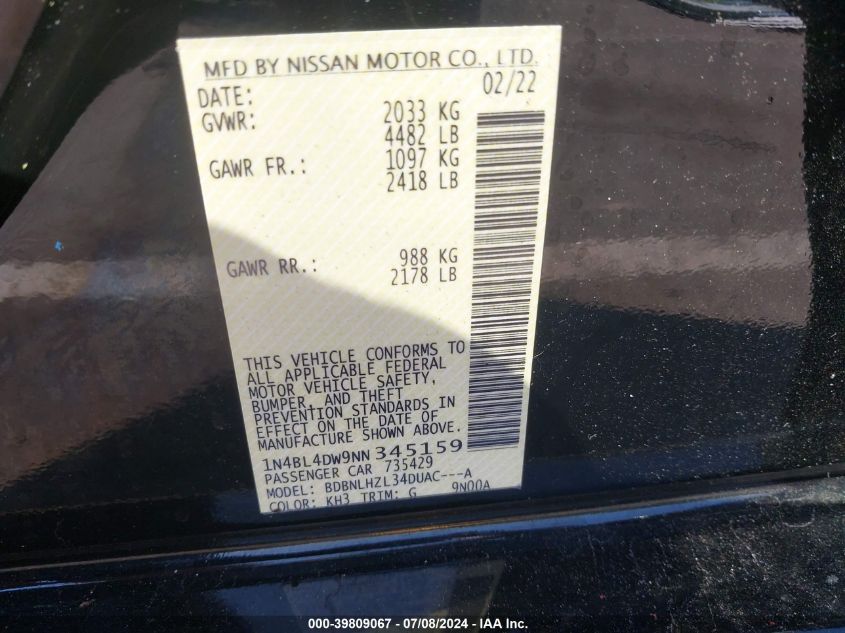 MFD BY NISSAN MOTOR CO., LTD.
DATE: 02/22
GVWR: 2033 KG
4482 LB
GAWR FR.: 1097 KG
2418 LB
GAWR RR.: 988 KG
2178 LB
THIS VEHICLE CONFORMS TO
ALL APPLICABLE FEDERAL
MOTOR VEHICLE SAFETY,
BUMPER, AND THEFT
PREVENTION STANDARDS IN
EFFECT ON THE DATE OF
MANUFACTURE SHOWN ABOVE.
1N4BL4DW9NN 345159
PASSENGER CAR 735429
MODEL: BDBNLHZL34DUAC---A
COLOR: KH3 TRIM: G 9N00A
000-39809067 - 07/08/2024 - IAA Inc.